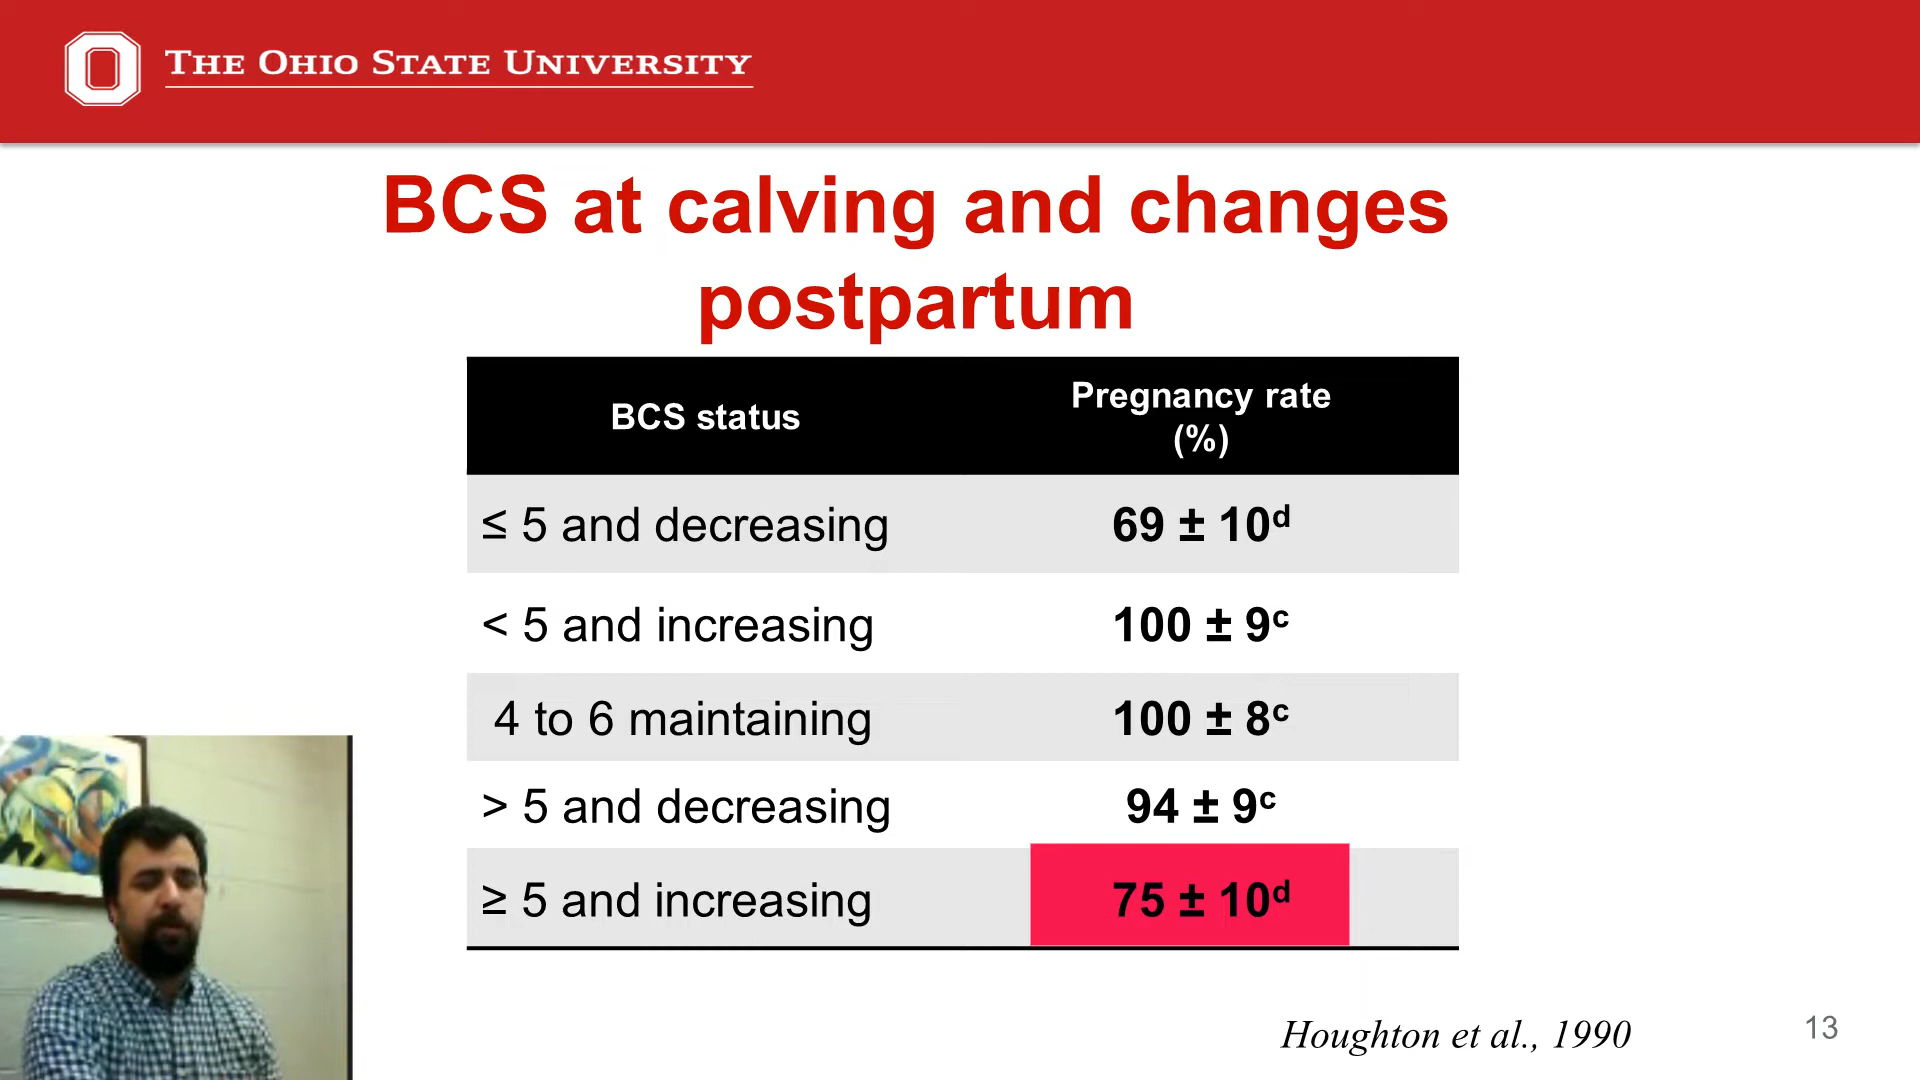 THE OHIO STATE UNIVERSITY
BCS at calving and changes
postpartum
BCS status
Pregnancy rate
(%)
≤ 5 and decreasing
69 ± 10ᵈ
< 5 and increasing
100 ± 9ᶜ
4 to 6 maintaining
100 ± 8ᶜ
> 5 and decreasing
94 ± 9ᶜ
≥ 5 and increasing
75 ± 10ᵈ
Houghton et al., 1990
13